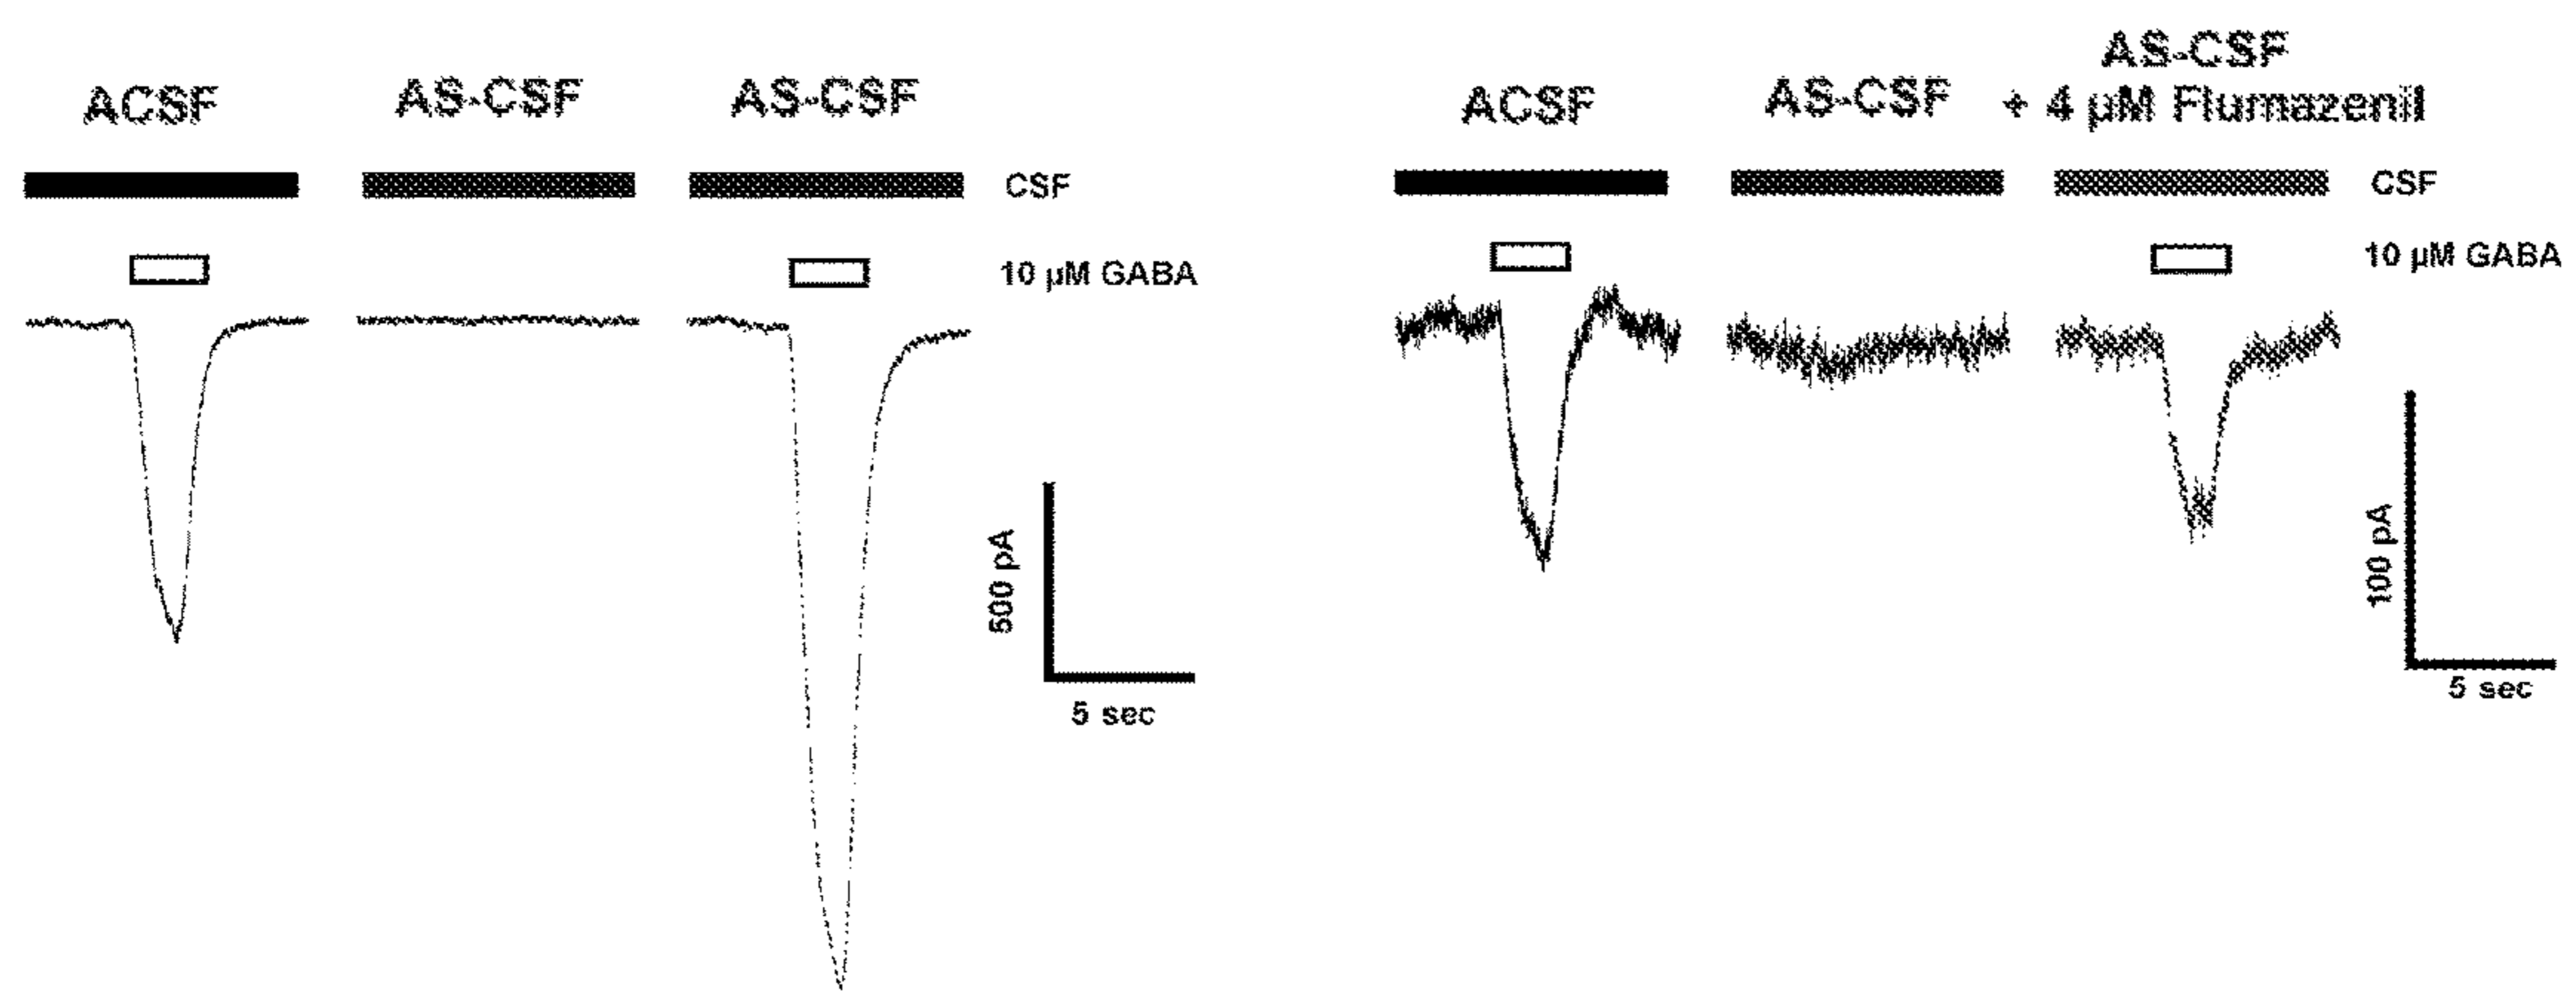 ACSF
AS-CSF
AS-CSF
CSF
10 µM GABA
500 pA
5 sec
ACSF
AS-CSF
AS-CSF
+ 4 µM Flumazenil
CSF
10 µM GABA
100 pA
5 sec